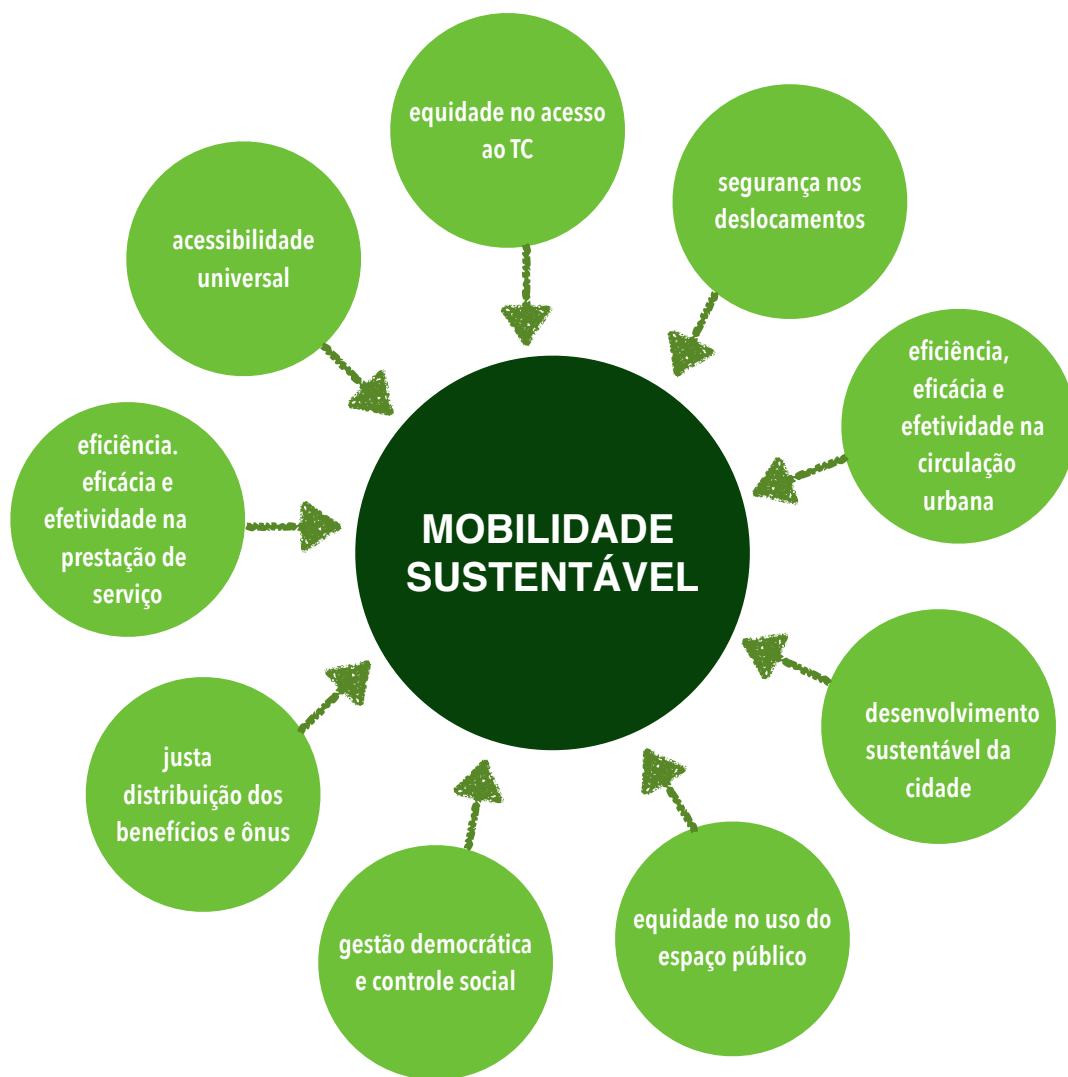 equidade no acesso
ao TC
segurança nos
deslocamentos
acessibilidade
universal
eficiência,
eficácia e
efetividade na
circulação
urbana
eficiência.
eficácia e
efetividade na
prestação de
serviço
MOBILIDADE
SUSTENTÁVEL
desenvolvimento
sustentável da
cidade
justa
distribuição dos
benefícios e ônus
equidade no uso do
espaço público
gestão democrática
e controle social